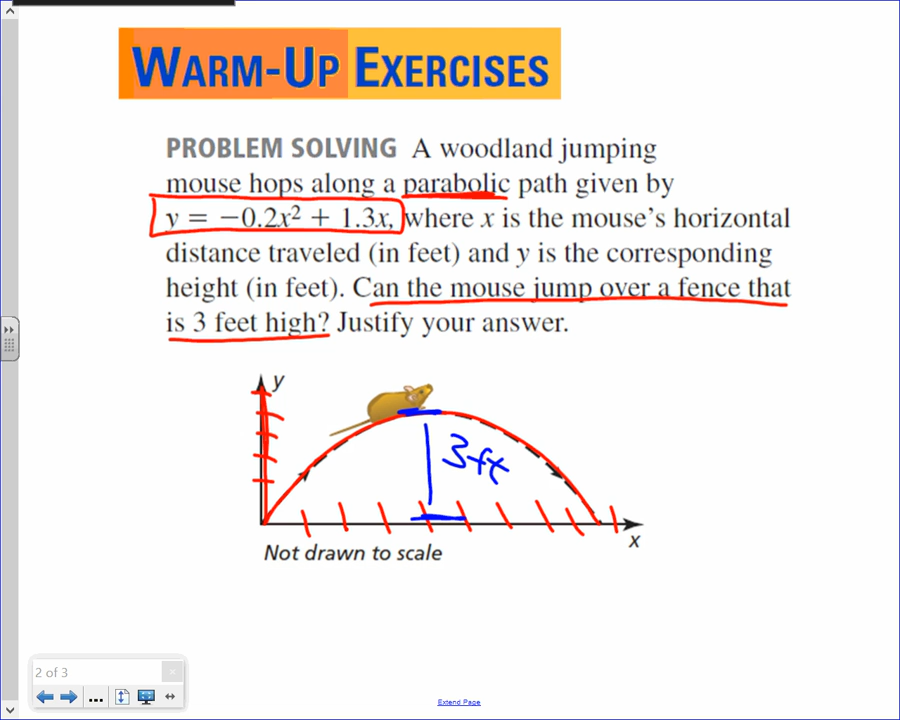 WARM-UP EXERCISES
PROBLEM SOLVING A woodland jumping
mouse hops along a parabolic path given by
y = −0.2x² + 1.3x, where x is the mouse's horizontal
distance traveled (in feet) and y is the corresponding
height (in feet). Can the mouse jump over a fence that
is 3 feet high? Justify your answer.
y
3 ft
x
Not drawn to scale
2 of 3
...
Extend Page